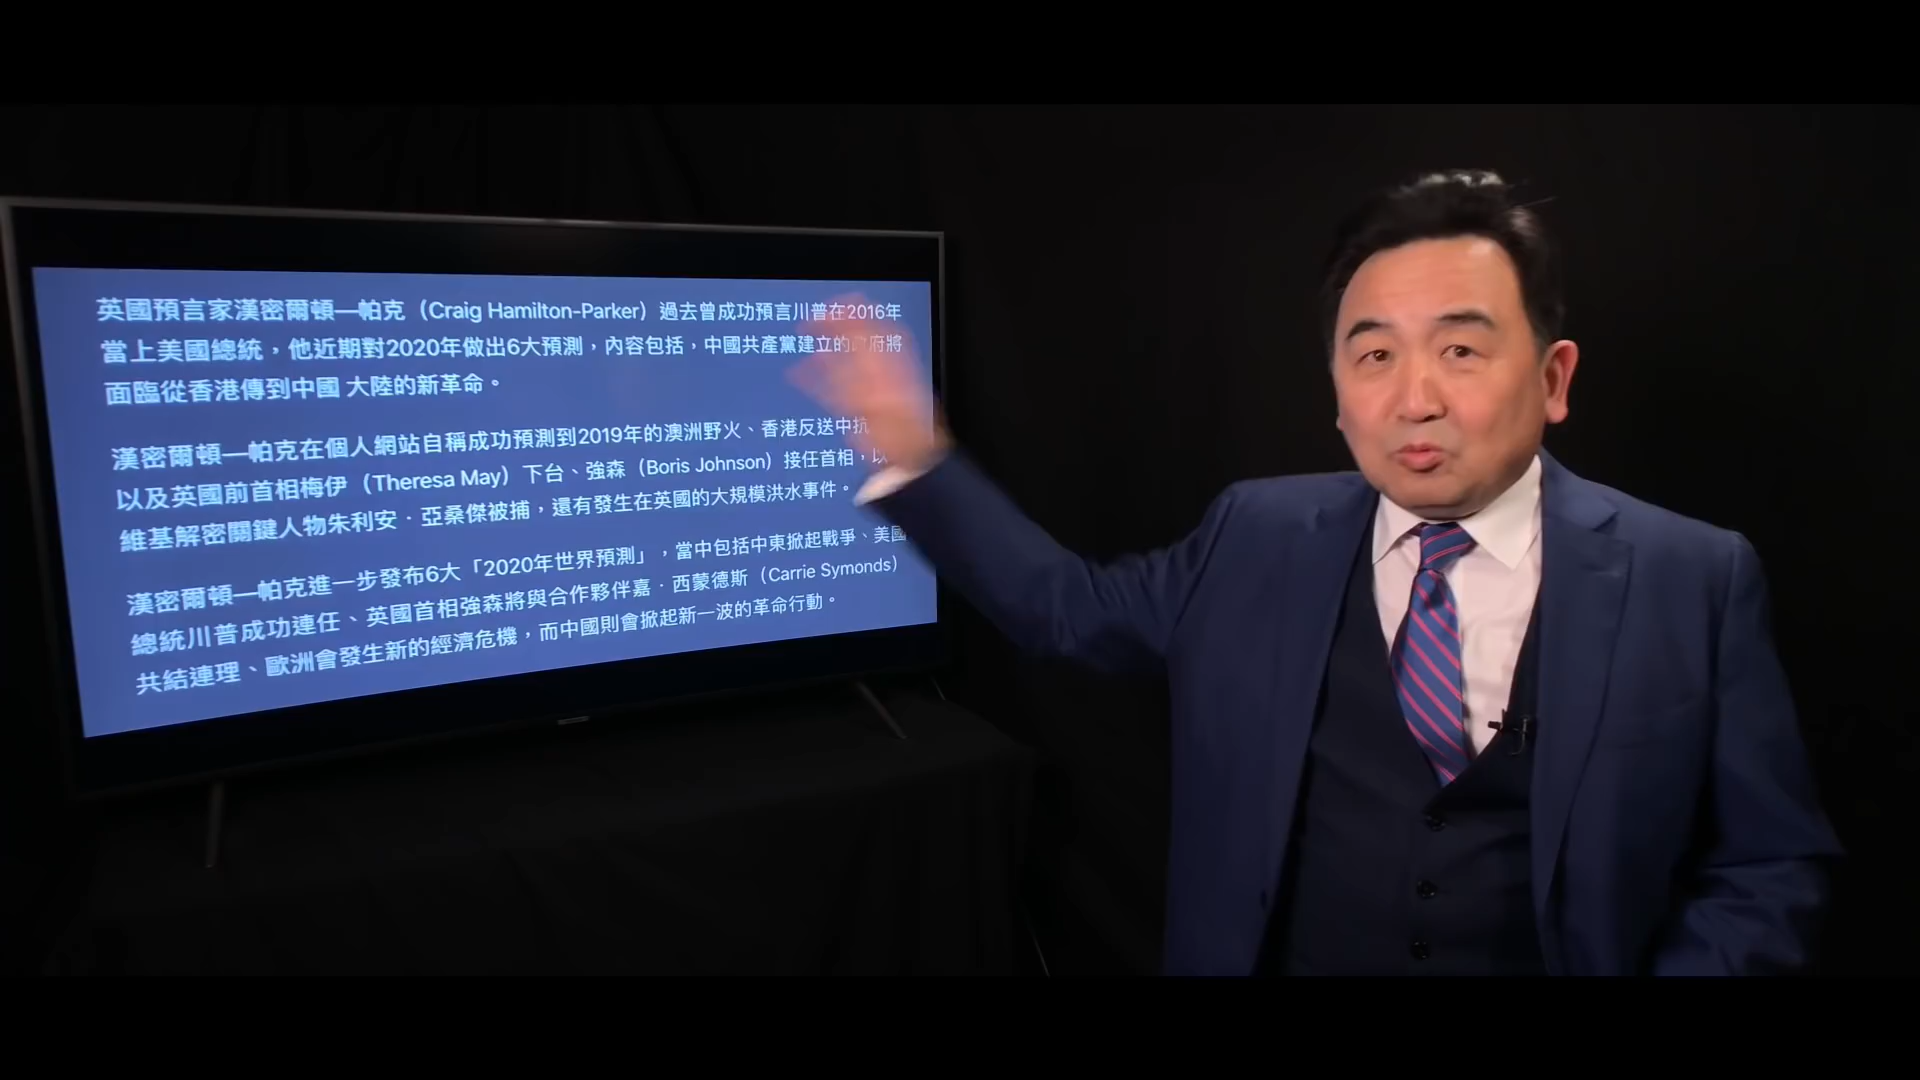 英國預言家漢密爾頓—帕克（Craig Hamilton-Parker）過去曾成功預言川普在2016年
當上美國總統，他近期對2020年做出6大預測，內容包括，中國共產黨建立的政府將
面臨從香港傳到中國 大陸的新革命。
漢密爾頓—帕克在個人網站自稱成功預測到2019年的澳洲野火、香港反送中抗
以及英國前首相梅伊（Theresa May）下台、強森（Boris Johnson）接任首相，以
維基解密關鍵人物朱利安．亞桑傑被捕，還有發生在英國的大規模洪水事件。
漢密爾頓—帕克進一步發布6大「2020年世界預測」，當中包括中東掀起戰爭、美國
總統川普成功連任、英國首相強森將與合作夥伴嘉．西蒙德斯（Carrie Symonds）
共結連理、歐洲會發生新的經濟危機，而中國則會掀起新一波的革命行動。